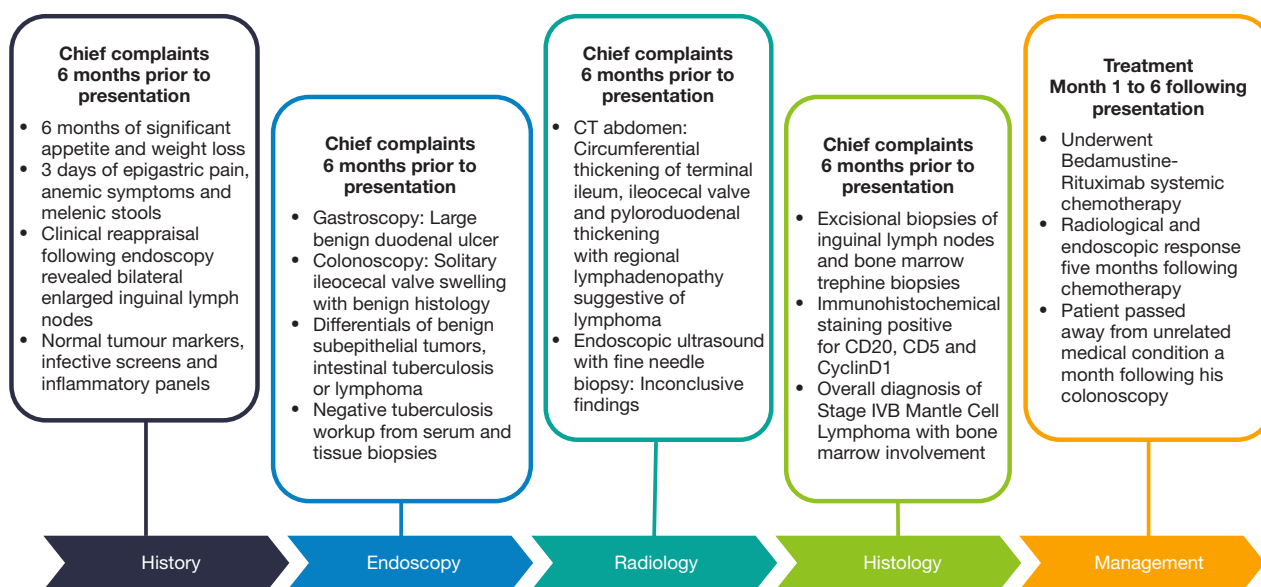 Chief complaints
6 months prior to
presentation
• 6 months of significant
appetite and weight loss
• 3 days of epigastric pain,
anemic symptoms and
melenic stools
• Clinical reappraisal
following endoscopy
revealed bilateral
enlarged inguinal lymph
nodes
• Normal tumour markers,
infective screens and
inflammatory panels
History
Chief complaints
6 months prior to
presentation
• Gastroscopy: Large
benign duodenal ulcer
• Colonoscopy: Solitary
ileocecal valve swelling
with benign histology
• Differentials of benign
subepithelial tumors,
intestinal tuberculosis
or lymphoma
• Negative tuberculosis
workup from serum and
tissue biopsies
Endoscopy
Chief complaints
6 months prior to
presentation
• CT abdomen:
Circumferential
thickening of terminal
ileum, ileocecal valve
and pyloroduodenal
thickening
with regional
lymphadenopathy
suggestive of
lymphoma
• Endoscopic ultrasound
with fine needle
biopsy: Inconclusive
findings
Radiology
Chief complaints
6 months prior to
presentation
• Excisional biopsies of
inguinal lymph nodes
and bone marrow
trephine biopsies
• Immunohistochemical
staining positive
for CD20, CD5 and
CyclinD1
• Overall diagnosis of
Stage IVB Mantle Cell
Lymphoma with bone
marrow involvement
Histology
Treatment
Month 1 to 6 following
presentation
• Underwent
Bedamustine-
Rituximab systemic
chemotherapy
• Radiological and
endoscopic response
five months following
chemotherapy
• Patient passed
away from unrelated
medical condition a
month following his
colonoscopy
Management